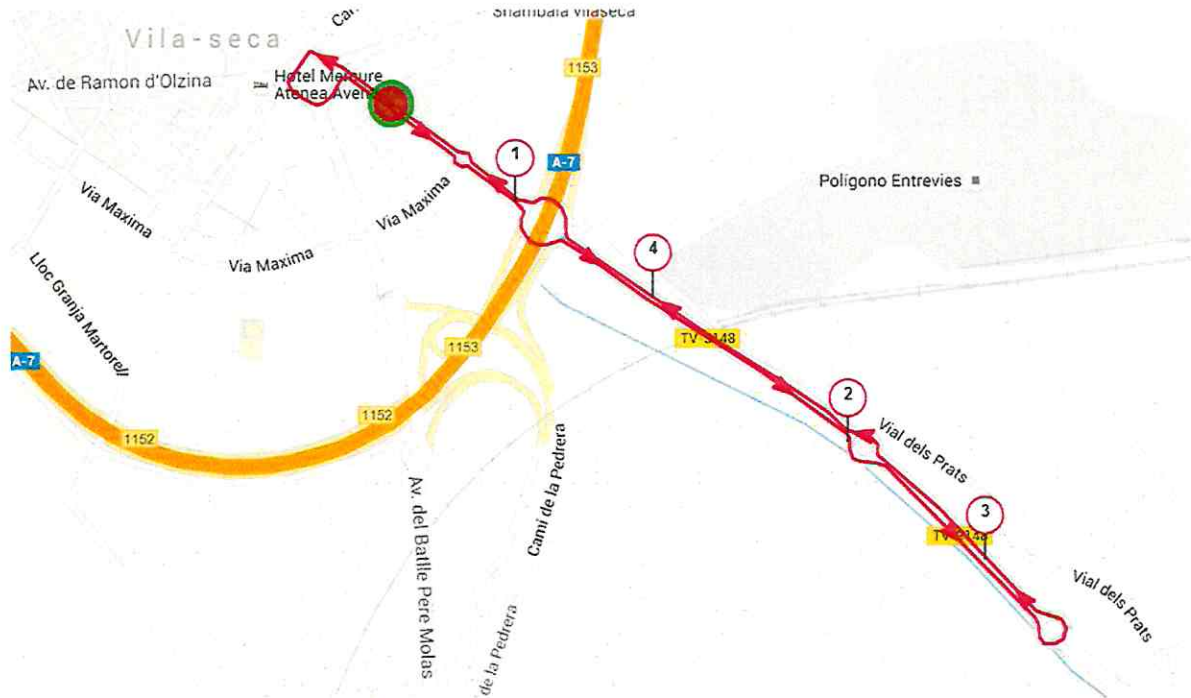 Shambala Vilaseca
Vila-seca
1153
Av. de Ramon d'Olzina
Hotel Mercure
Atenea Aven
1
A-7
Poligono Entrevies
Via Maxima
Via Maxima
Via Maxima
4
Lloc Granja Martorell
TV-3148
1153
A-7
2
1152
1152
Vial dels Prats
Camí de la Pedrera
Av. del Batlle Pere Molas
3
TV-3148
Vial dels Prats
de la Pedrera